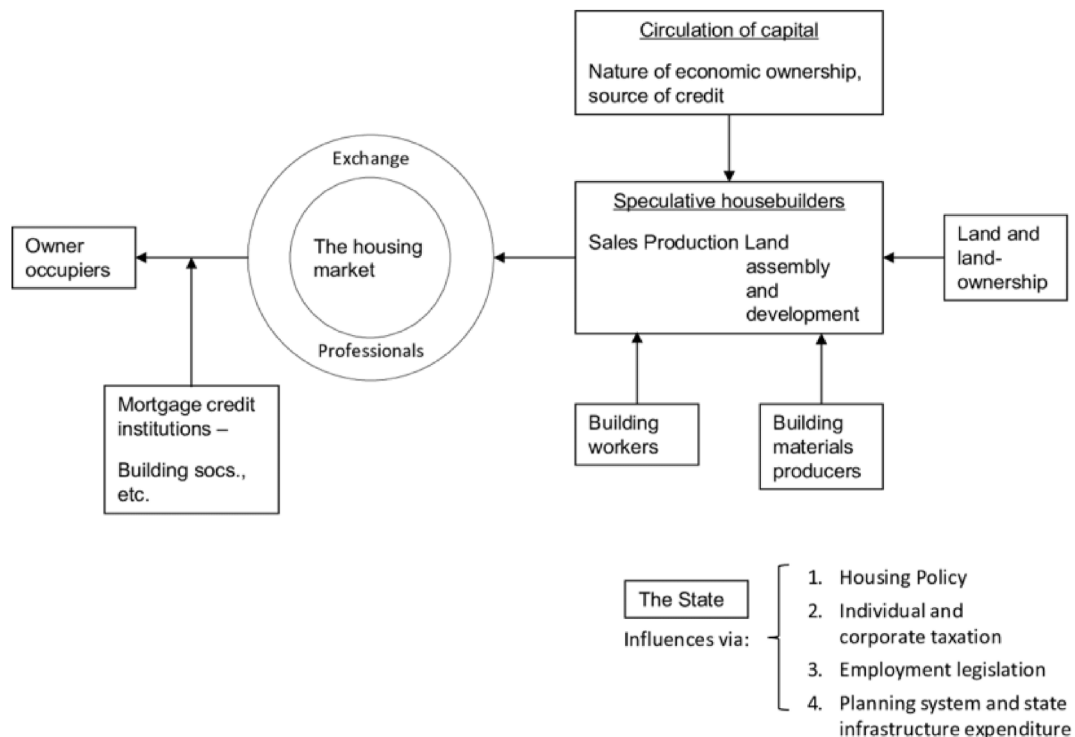 Circulation of capital
Nature of economic ownership,
source of credit
Exchange
The housing
market
Professionals
Speculative housebuilders
Sales Production Land
assembly
and
development
Owner
occupiers
Land and
land-
ownership
Mortgage credit
institutions –
Building socs.,
etc.
Building
workers
Building
materials
producers
The State
Influences via:
1. Housing Policy
2. Individual and
corporate taxation
3. Employment legislation
4. Planning system and state
infrastructure expenditure